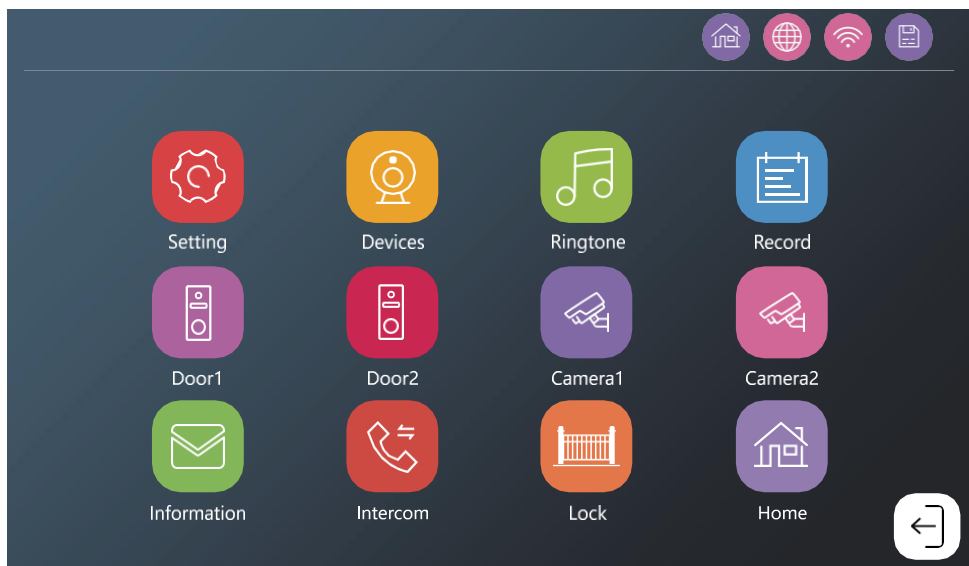 Setting Devices Ringtone Record
Door1 Door2 Camera1 Camera2
Information Intercom Lock Home